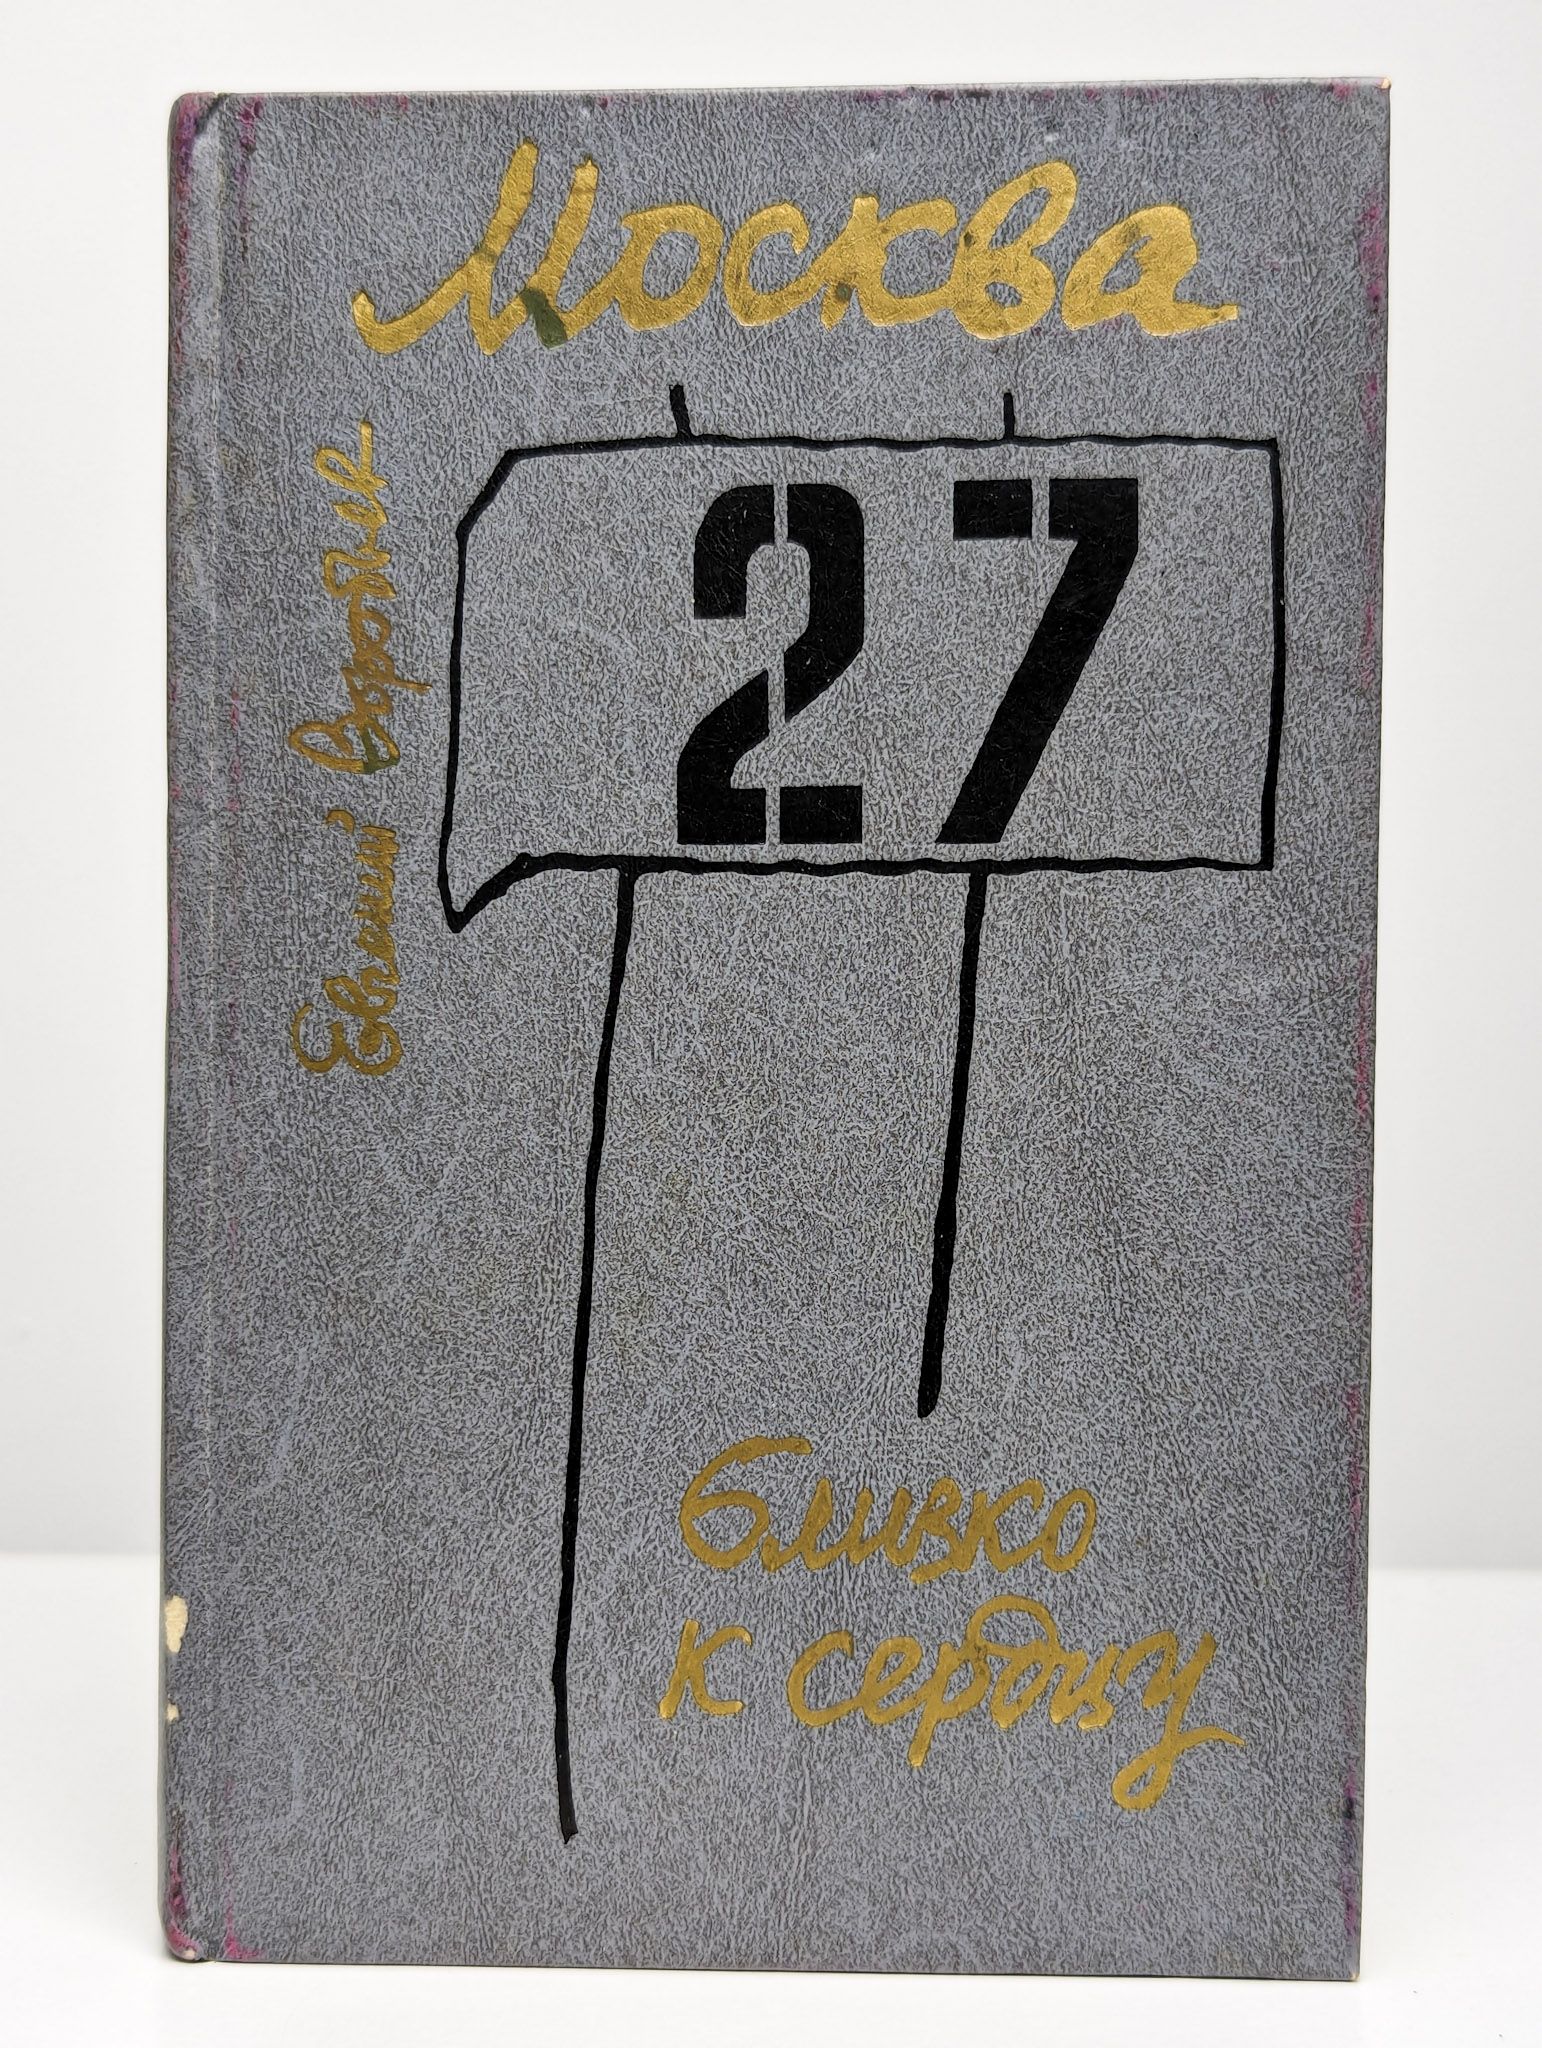 Москва
27
Евгений Воробьев
близко
к сердцу